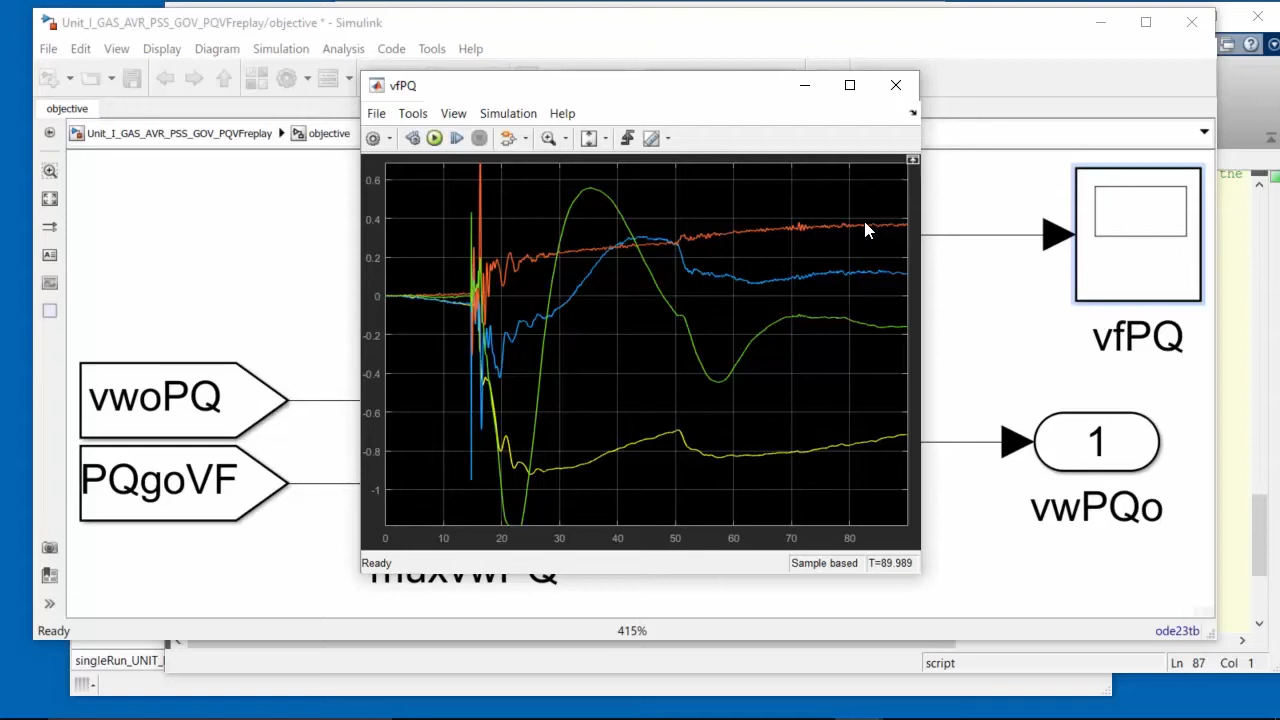 Unit_I_GAS_AVR_PSS_GOV_PQVFreplay/objective * - Simulink
File Edit View Display Diagram Simulation Analysis Code Tools Help
objective
Unit_I_GAS_AVR_PSS_GOV_PQVFreplay objective
vfPQ
File Tools View Simulation Help
0.6
0.4
0.2
0
-0.2
-0.4
-0.6
-0.8
-1
0 10 20 30 40 50 60 70 80
Ready Sample based T=89.989
the
vwoPQ
PQgoVF
vfPQ
1
vwPQo
Ready 415% ode23tb
singleRun_UNIT_
script Ln 87 Col 1